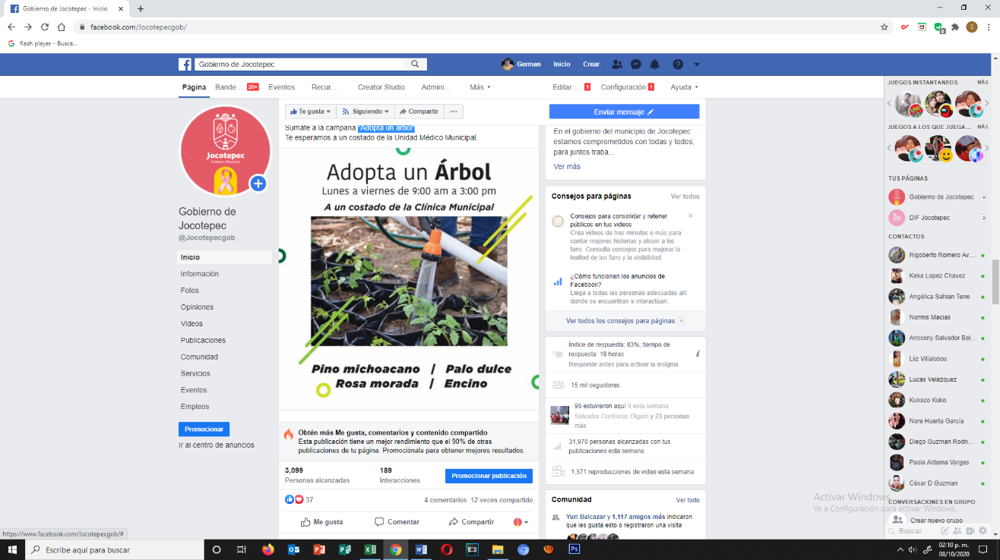 Gobierno de Jocotepec - Inicio
facebook.com/Jocotepecgob/
flash player - Busca...
Gobierno de Jocotepec
German
Inicio
Crear
Página
Bande...
20+
Eventos
Recur...
Creator Studio
Admini...
Más
Editar ...
1
Configuración
1
Ayuda
Te gusta
Siguiendo
Compartir
Enviar mensaje
Jocotepec
Gobierno Municipal
Gobierno de
Jocotepec
@Jocotepecgob
Inicio
Información
Fotos
Opiniones
Videos
Publicaciones
Comunidad
Servicios
Eventos
Empleos
Promocionar
Ir al centro de anuncios
Súmate a la campaña "Adopta un árbol"
Te esperamos a un costado de la Unidad Médico Municipal.
Adopta un Árbol
Lunes a viernes de 9:00 am a 3:00 pm
A un costado de la Clínica Municipal
Pino michoacano / Palo dulce
Rosa morada / Encino
Obtén más Me gusta, comentarios y contenido compartido
Esta publicación tiene un mejor rendimiento que el 90% de otras
publicaciones de tu página. Promociónala para obtener mejores resultados.
3,099
Personas alcanzadas
189
Interacciones
Promocionar publicación
37
4 comentarios 12 veces compartido
Me gusta
Comentar
Compartir
En el gobierno del municipio de Jocotepec
estamos comprometidos con todas y todos,
para juntos traba...
Ver más
Consejos para páginas
Ver todos
Consejos para consolidar y retener
públicos en tus videos
Crea videos de tres minutos o más para
contar mejores historias y atraer a los
fans. Consulta consejos para mejorar la
lealtad de los fans y la visibilidad.
¿Cómo funcionan los anuncios de
Facebook?
Llega a todas las personas adecuadas allí
donde se encuentran e interactúan.
Ver todos los consejos para páginas 1
Índice de respuesta: 83%; tiempo de
respuesta: 16 horas
Responde antes para activar la insignia
15 mil seguidores
96 estuvieron aquí 0 esta semana
Salvador Contreras Olguín y 23 personas
más
31,970 personas alcanzadas con tus
publicaciones esta semana
1,371 reproducciones de video esta semana
Comunidad
Ver todo
Yuri Balcazar y 1,117 amigos más indicaron
que les gusta esto o registraron una visita
JUEGOS INSTANTÁNEOS
MÁS
JUEGOS A LOS QUE JUEGA...
MÁS
TUS PÁGINAS
Gobierno de Jocotepec
DIF Jocotepec
CONTACTOS
Rigoberto Romero Av...
Keka Lopez Chavez
Angélica Sahian Tene
Normis Macias
Anssony Salvador Bel...
Liiz Villalobos
Lucas Velazquez
Kukazo Kuko
Nore Huerta García
Diego Guzman Rodri...
Paola Aldama Vargas
César D Guzman
CONVERSACIONES EN GRUPO
Crear nuevo grupo
Buscar
Activar Windows
Ve a Configuración para activar Windows.
https://www.facebook.com/Jocotepecgob/#
Escribe aquí para buscar
02:10 p. m.
08/10/2020